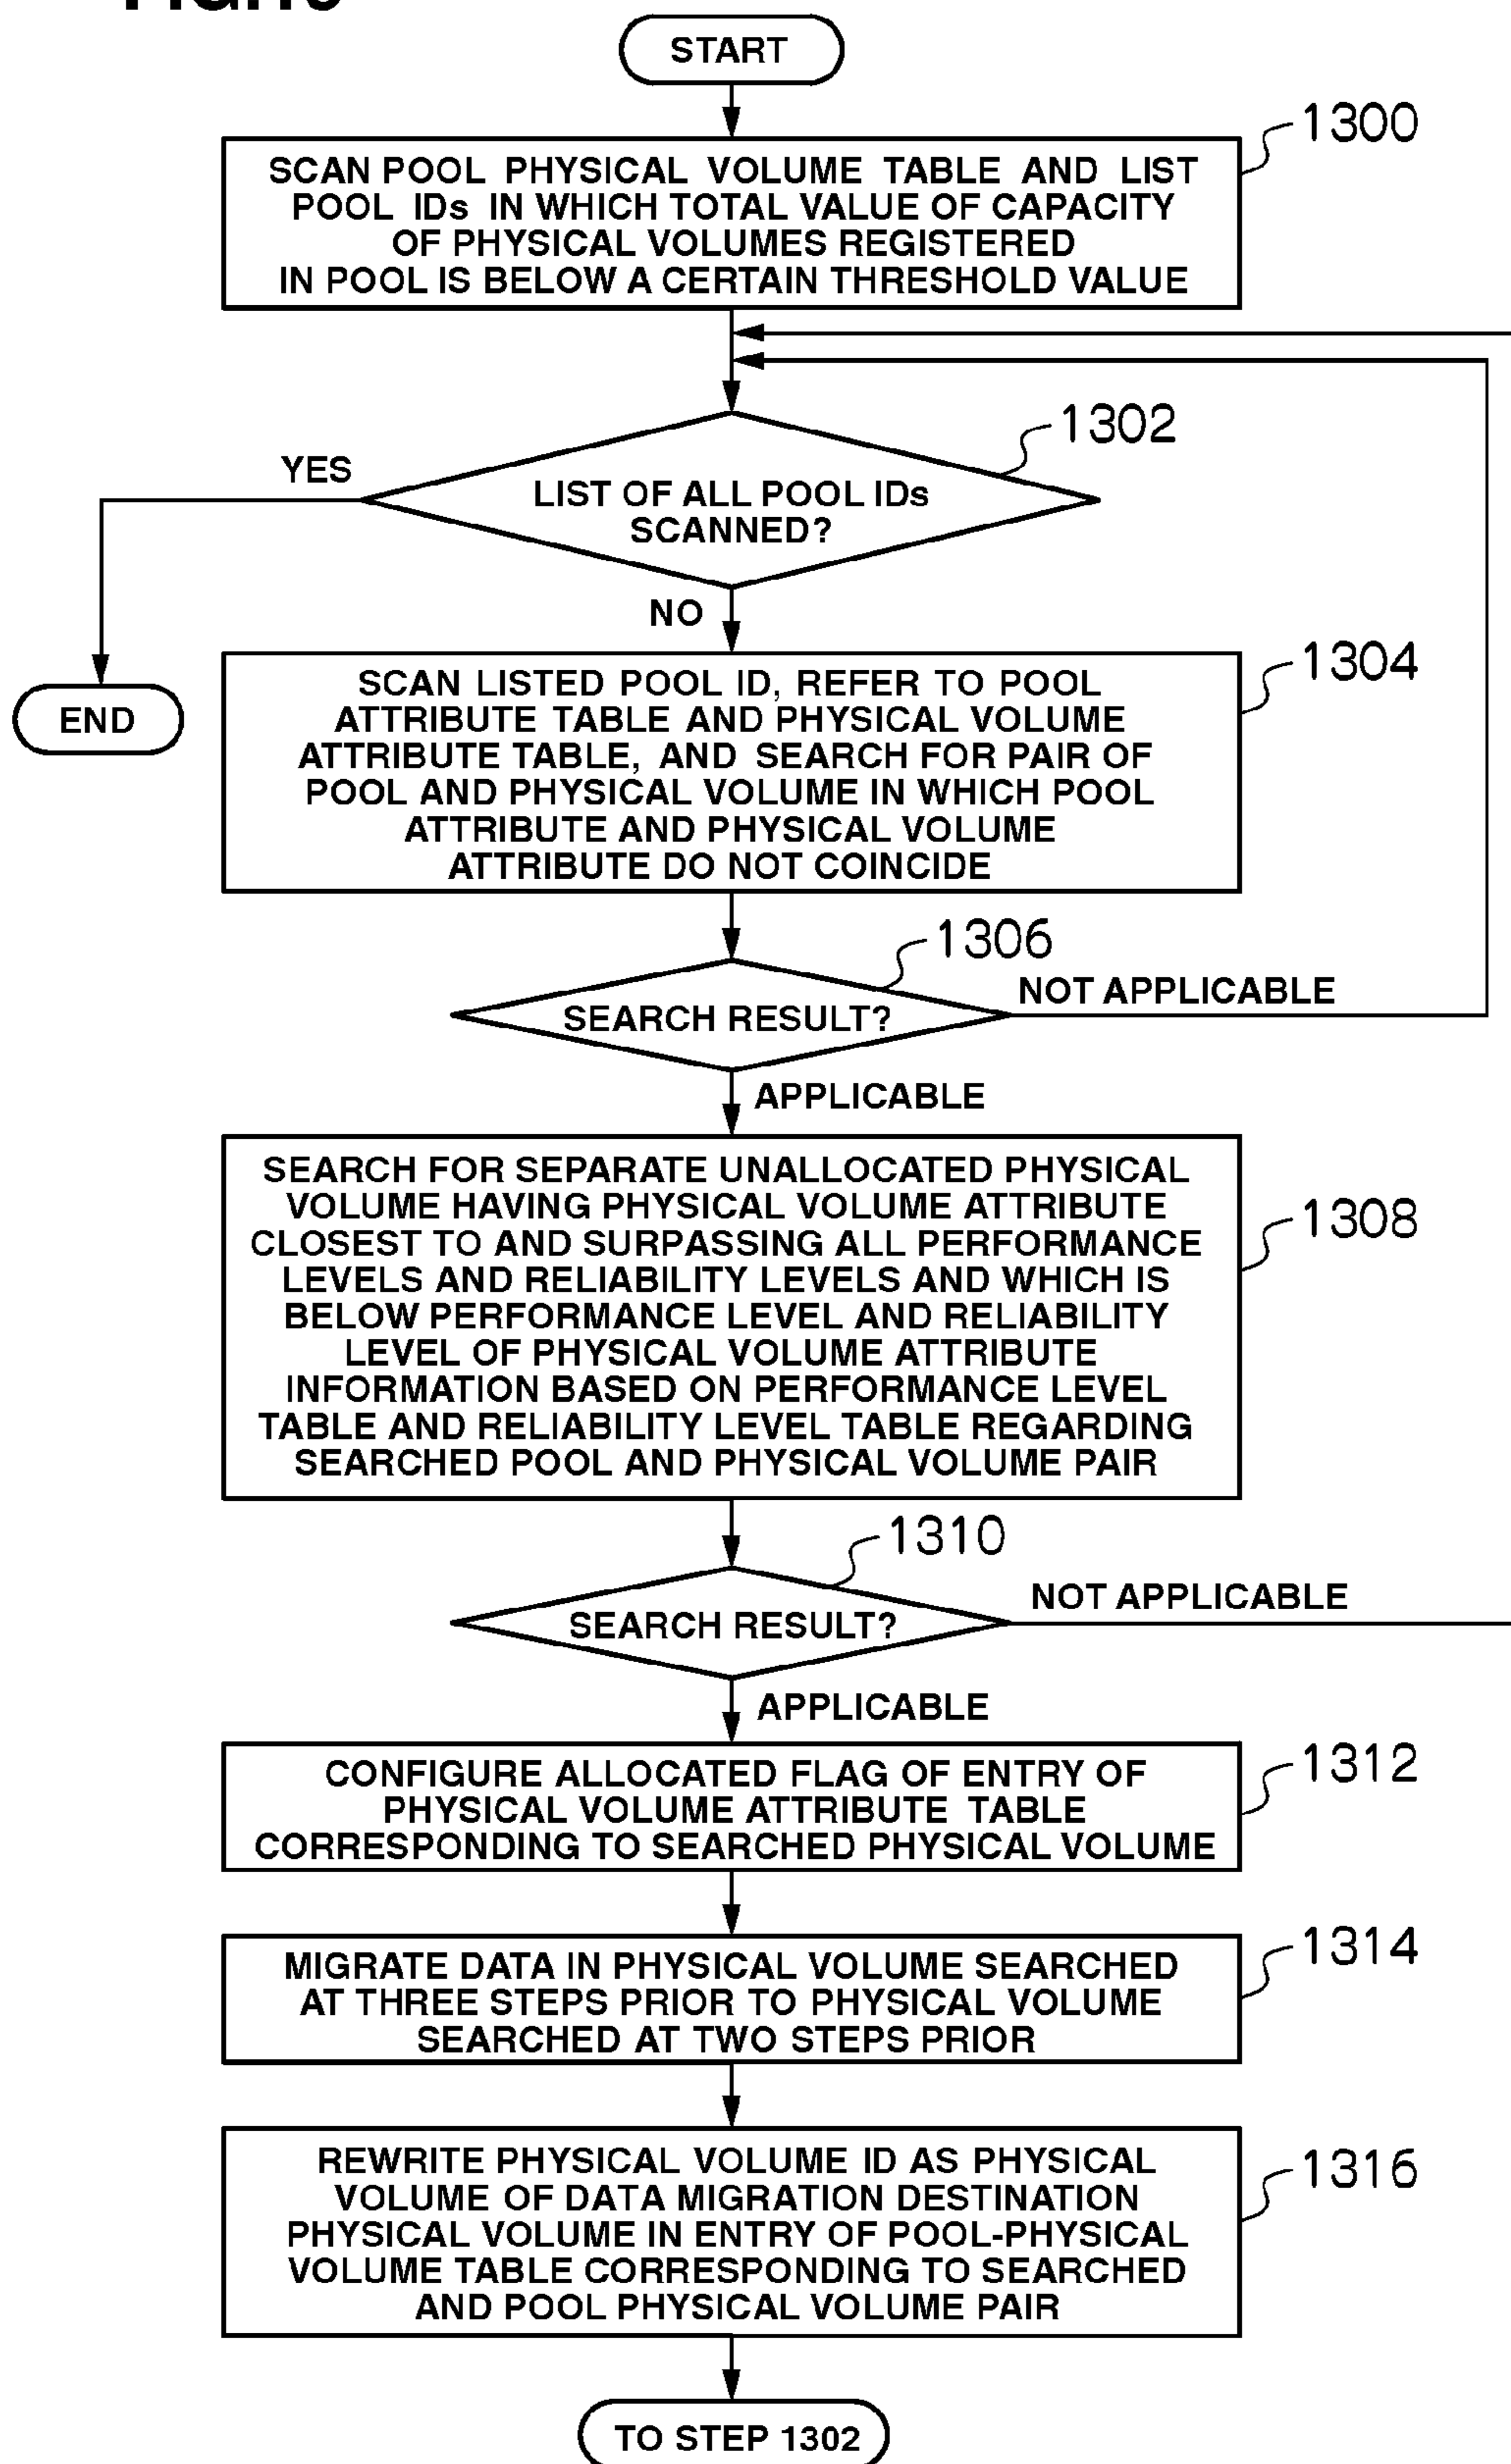 START
1300
SCAN POOL PHYSICAL VOLUME TABLE AND LIST
POOL IDs IN WHICH TOTAL VALUE OF CAPACITY
OF PHYSICAL VOLUMES REGISTERED
IN POOL IS BELOW A CERTAIN THRESHOLD VALUE
1302
YES
LIST OF ALL POOL IDs
SCANNED?
NO
END
1304
SCAN LISTED POOL ID, REFER TO POOL
ATTRIBUTE TABLE AND PHYSICAL VOLUME
ATTRIBUTE TABLE, AND SEARCH FOR PAIR OF
POOL AND PHYSICAL VOLUME IN WHICH POOL
ATTRIBUTE AND PHYSICAL VOLUME
ATTRIBUTE DO NOT COINCIDE
1306
NOT APPLICABLE
SEARCH RESULT?
APPLICABLE
1308
SEARCH FOR SEPARATE UNALLOCATED PHYSICAL
VOLUME HAVING PHYSICAL VOLUME ATTRIBUTE
CLOSEST TO AND SURPASSING ALL PERFORMANCE
LEVELS AND RELIABILITY LEVELS AND WHICH IS
BELOW PERFORMANCE LEVEL AND RELIABILITY
LEVEL OF PHYSICAL VOLUME ATTRIBUTE
INFORMATION BASED ON PERFORMANCE LEVEL
TABLE AND RELIABILITY LEVEL TABLE REGARDING
SEARCHED POOL AND PHYSICAL VOLUME PAIR
1310
NOT APPLICABLE
SEARCH RESULT?
APPLICABLE
1312
CONFIGURE ALLOCATED FLAG OF ENTRY OF
PHYSICAL VOLUME ATTRIBUTE TABLE
CORRESPONDING TO SEARCHED PHYSICAL VOLUME
1314
MIGRATE DATA IN PHYSICAL VOLUME SEARCHED
AT THREE STEPS PRIOR TO PHYSICAL VOLUME
SEARCHED AT TWO STEPS PRIOR
1316
REWRITE PHYSICAL VOLUME ID AS PHYSICAL
VOLUME OF DATA MIGRATION DESTINATION
PHYSICAL VOLUME IN ENTRY OF POOL-PHYSICAL
VOLUME TABLE CORRESPONDING TO SEARCHED
AND POOL PHYSICAL VOLUME PAIR
TO STEP 1302